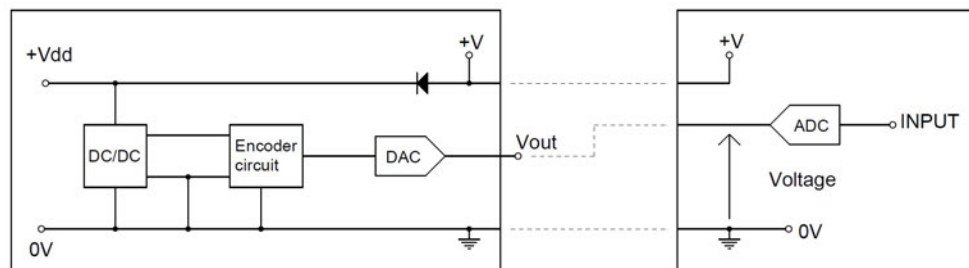 +Vdd
+V
DC/DC
Encoder
circuit
DAC
Vout
0V
+V
ADC
INPUT
Voltage
0V